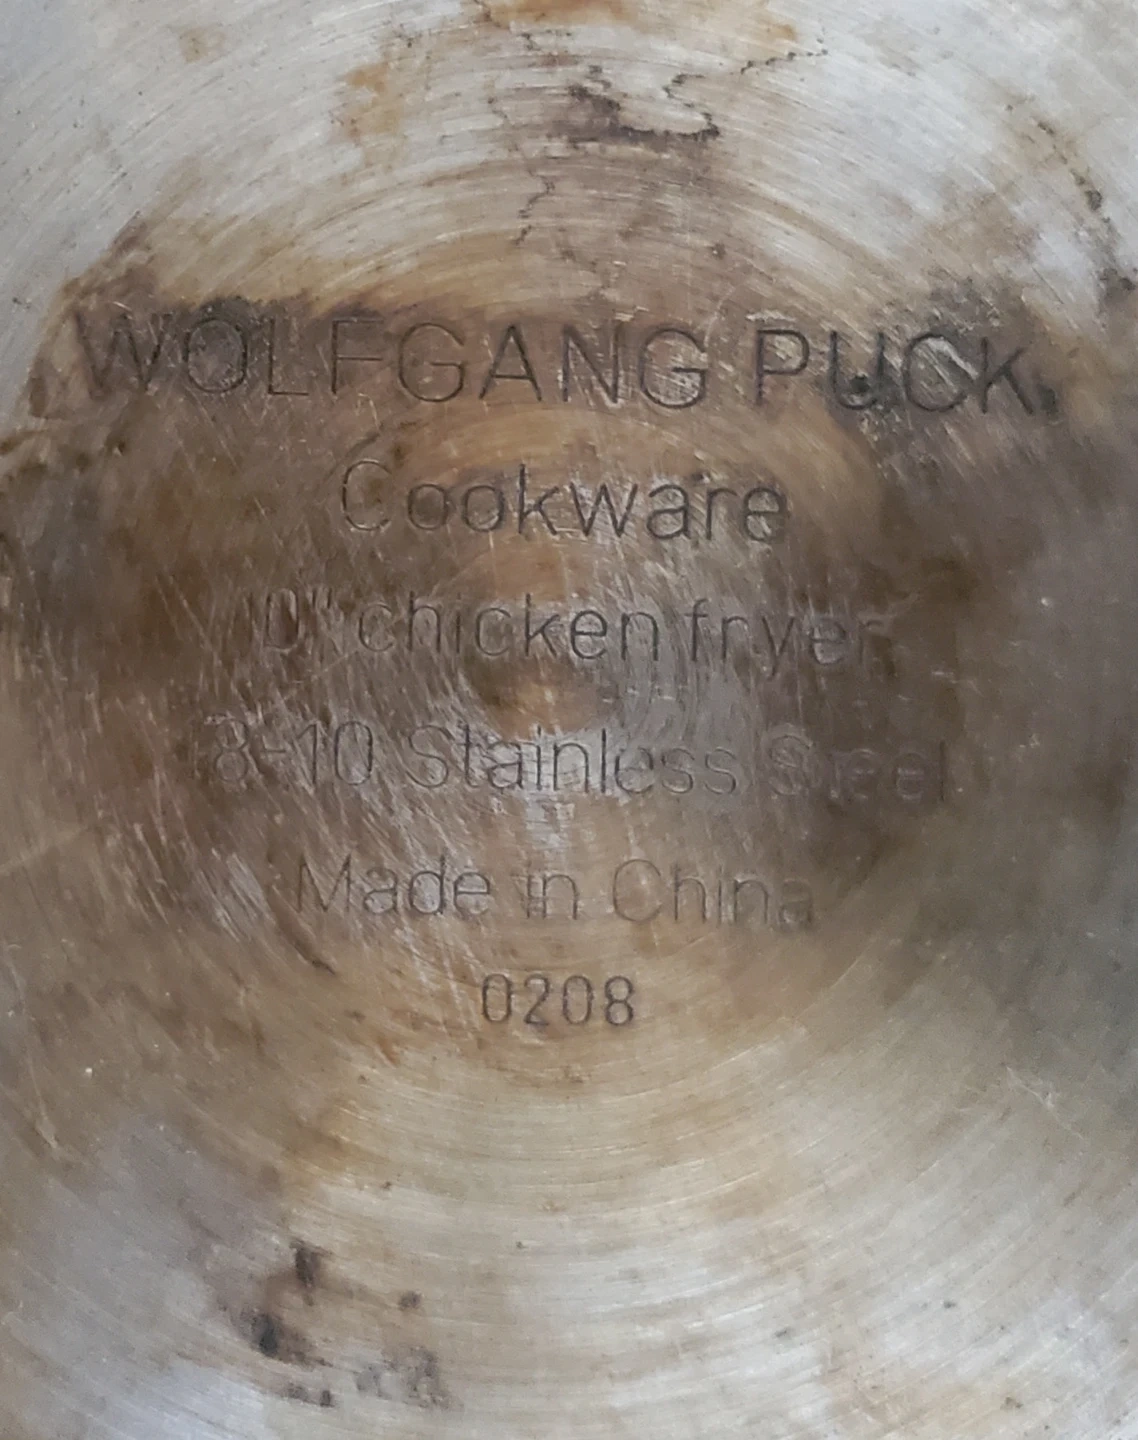 WOLFGANG PUCK
Cookware
10" chicken fryer
18-10 Stainless Steel
Made in China
0208